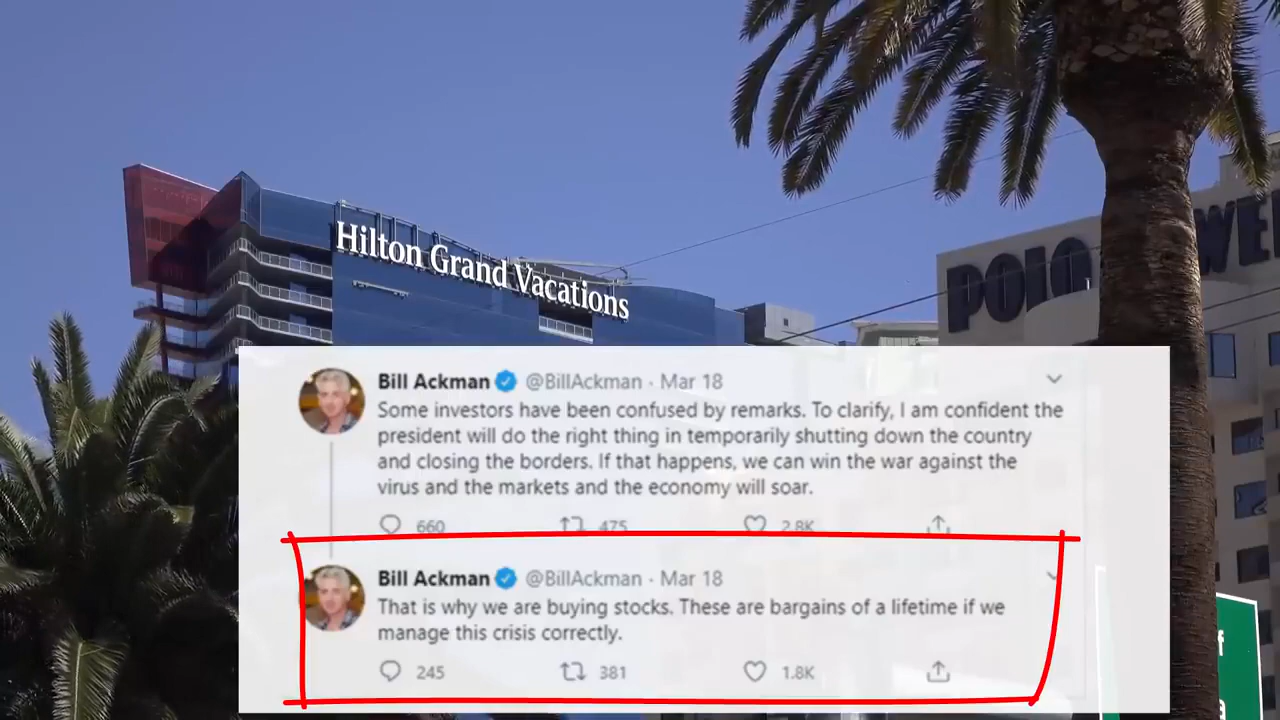 Hilton Grand Vacations
POLO
Bill Ackman @BillAckman · Mar 18
Some investors have been confused by remarks. To clarify, I am confident the
president will do the right thing in temporarily shutting down the country
and closing the borders. If that happens, we can win the war against the
virus and the markets and the economy will soar.
660 475 2.8K
Bill Ackman @BillAckman · Mar 18
That is why we are buying stocks. These are bargains of a lifetime if we
manage this crisis correctly.
245 381 1.8K